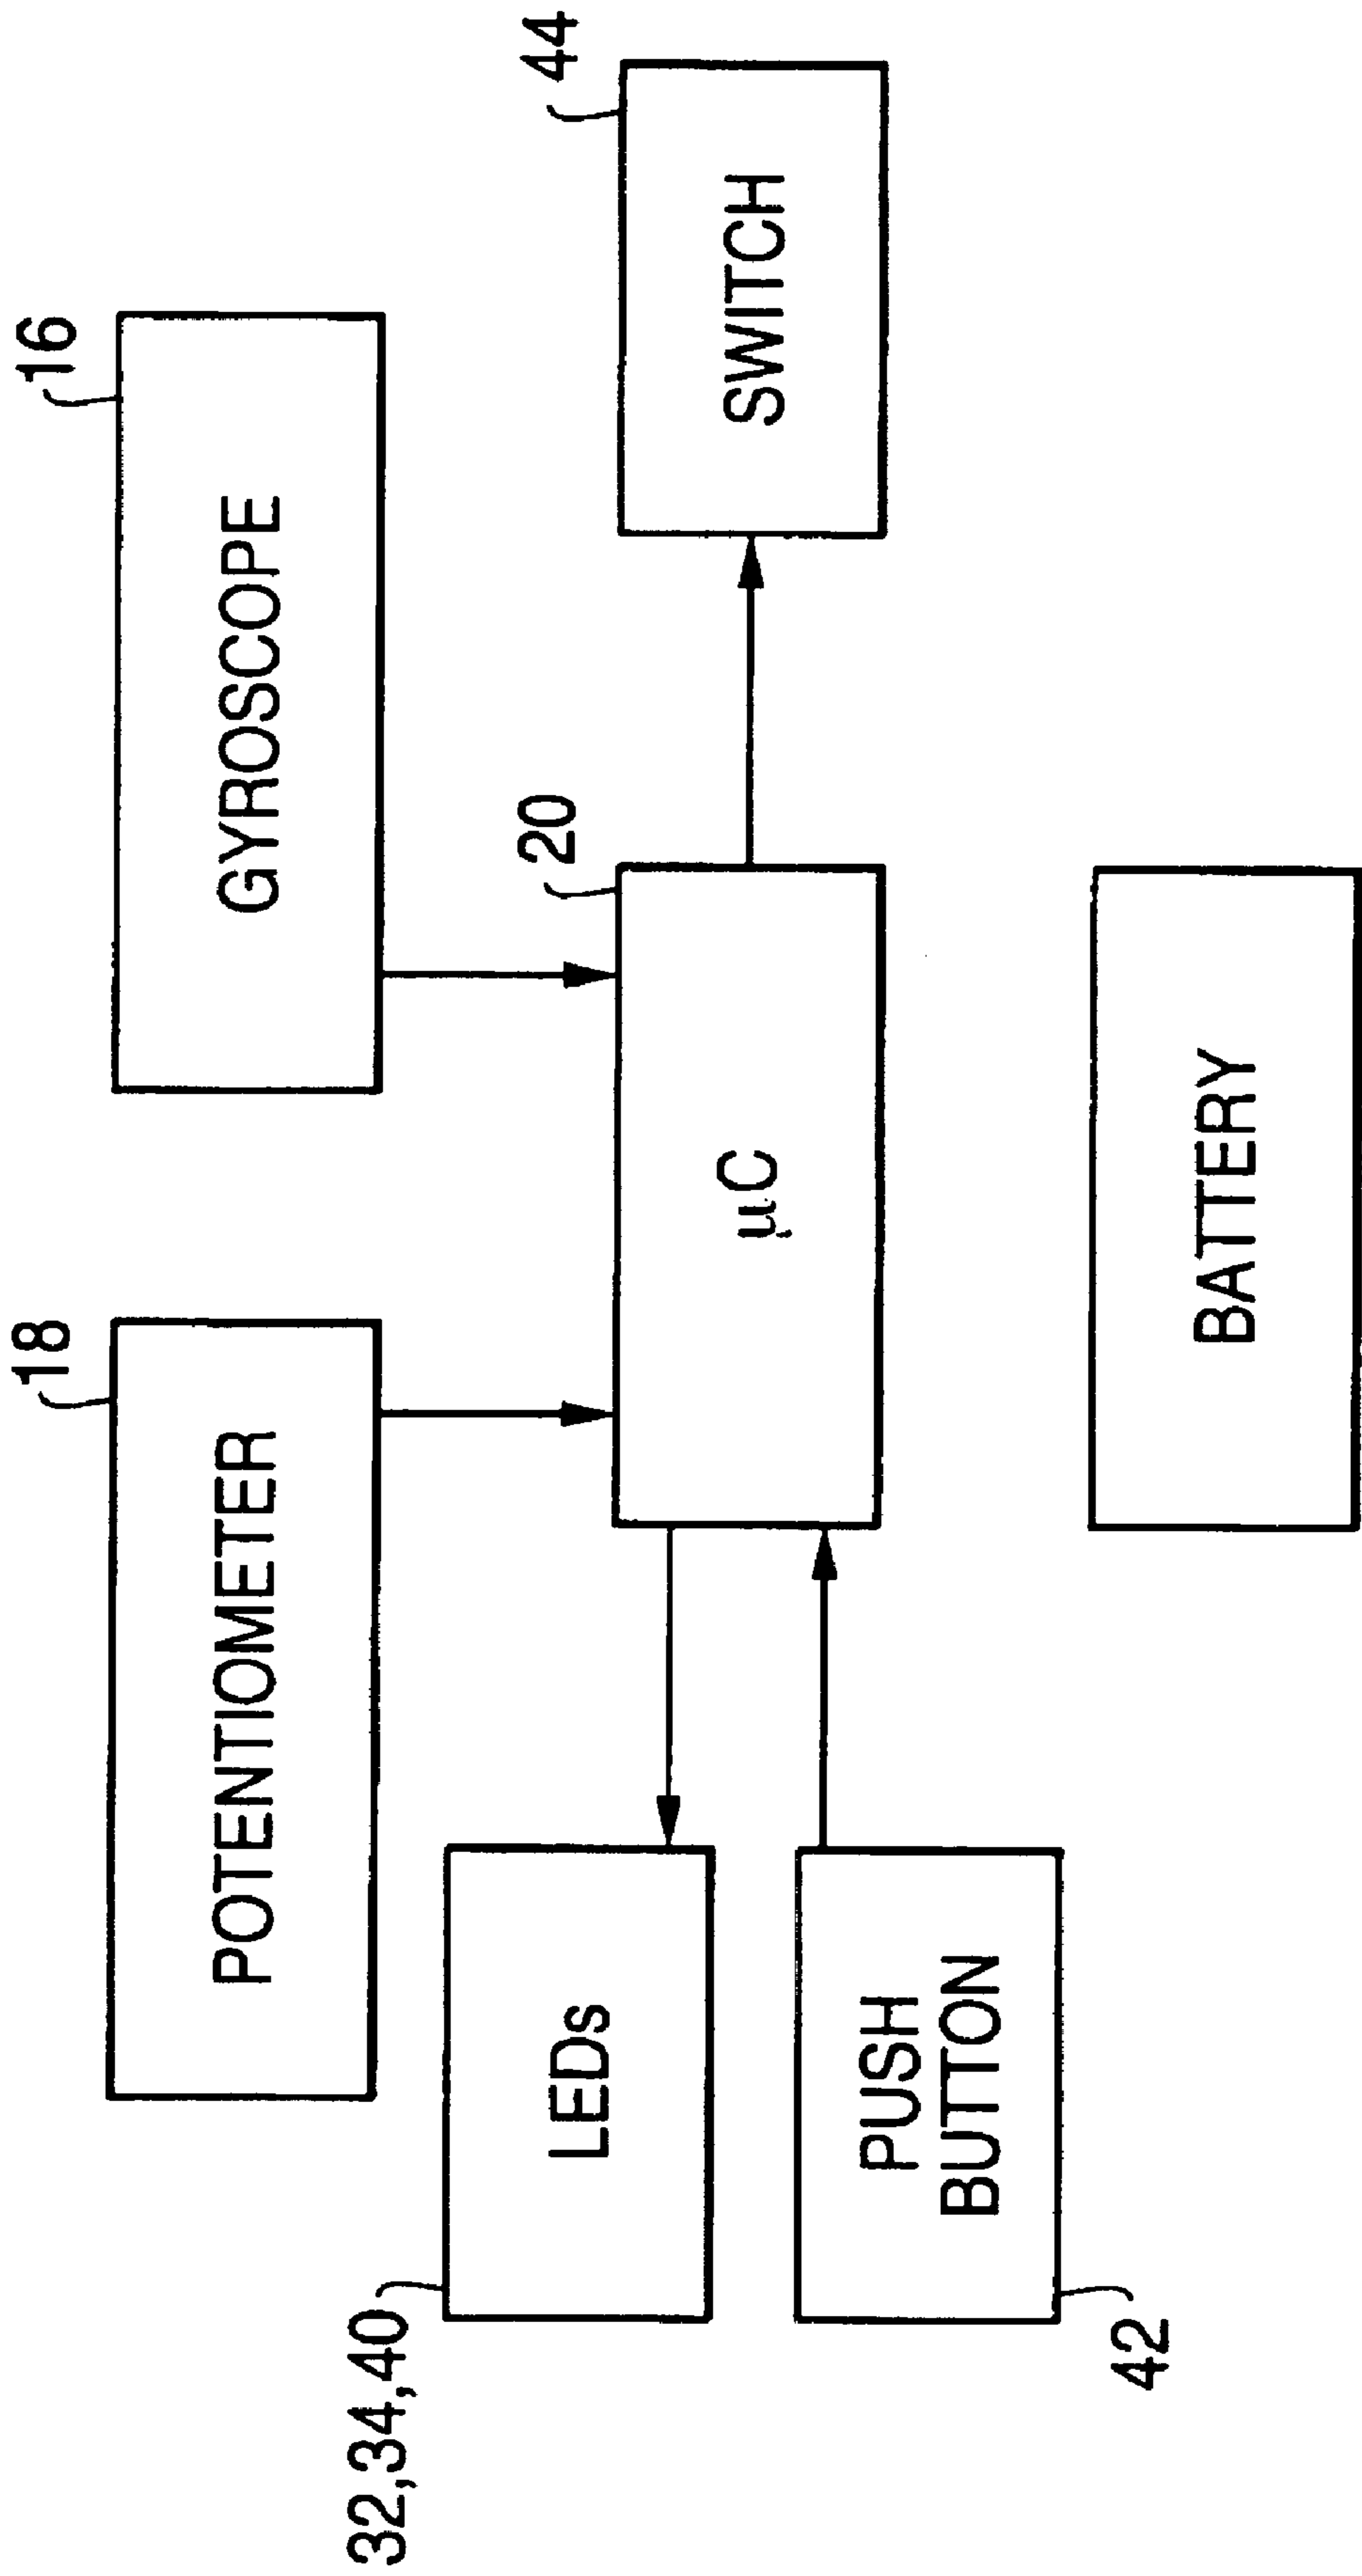 18
POTENTIOMETER
16
GYROSCOPE
32,34,40
LEDs
20
μC
44
SWITCH
PUSH
BUTTON
42
BATTERY